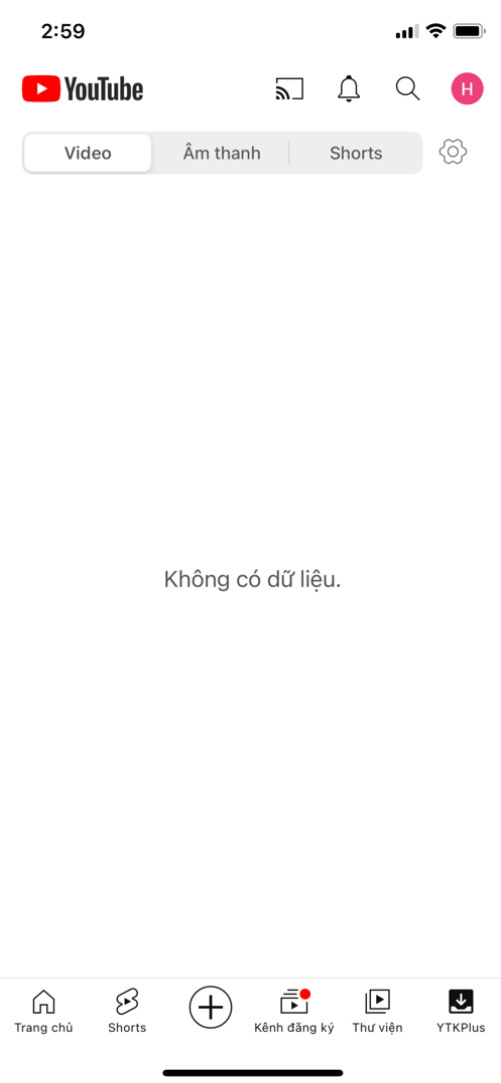 2:59
YouTube
H
Video
Âm thanh
Shorts
Không có dữ liệu.
Trang chủ
Shorts
Kênh đăng ký
Thư viện
YTKPlus